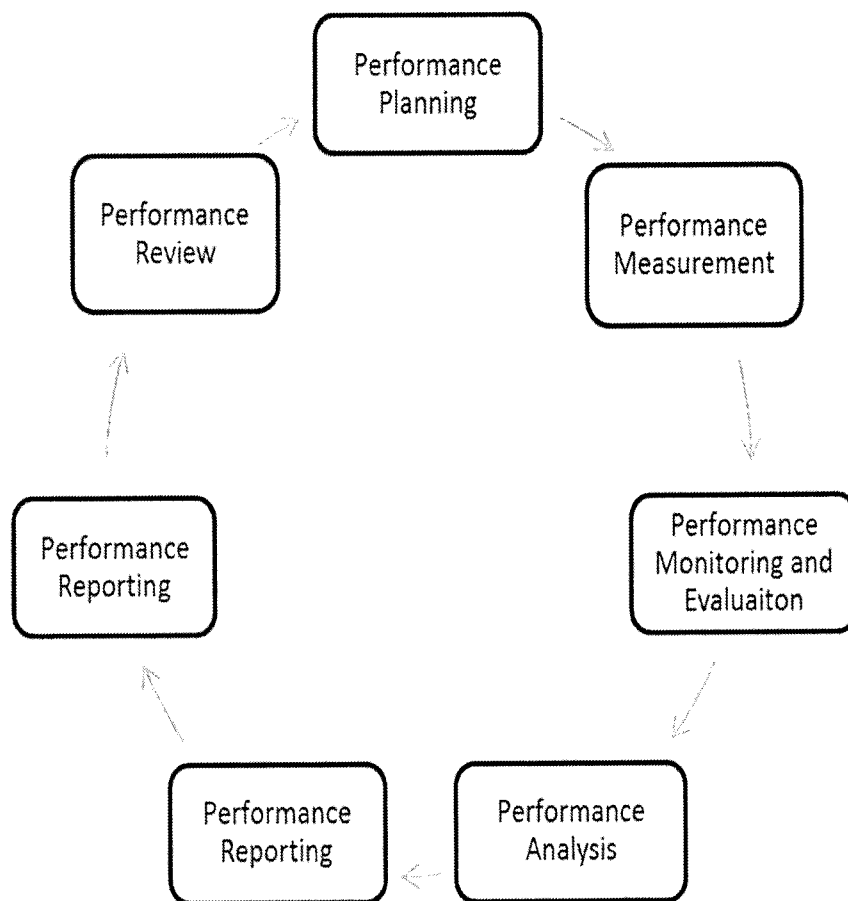 Performance
Planning
Performance
Measurement
Performance
Monitoring and
Evaluaiton
Performance
Analysis
Performance
Reporting
Performance
Reporting
Performance
Review